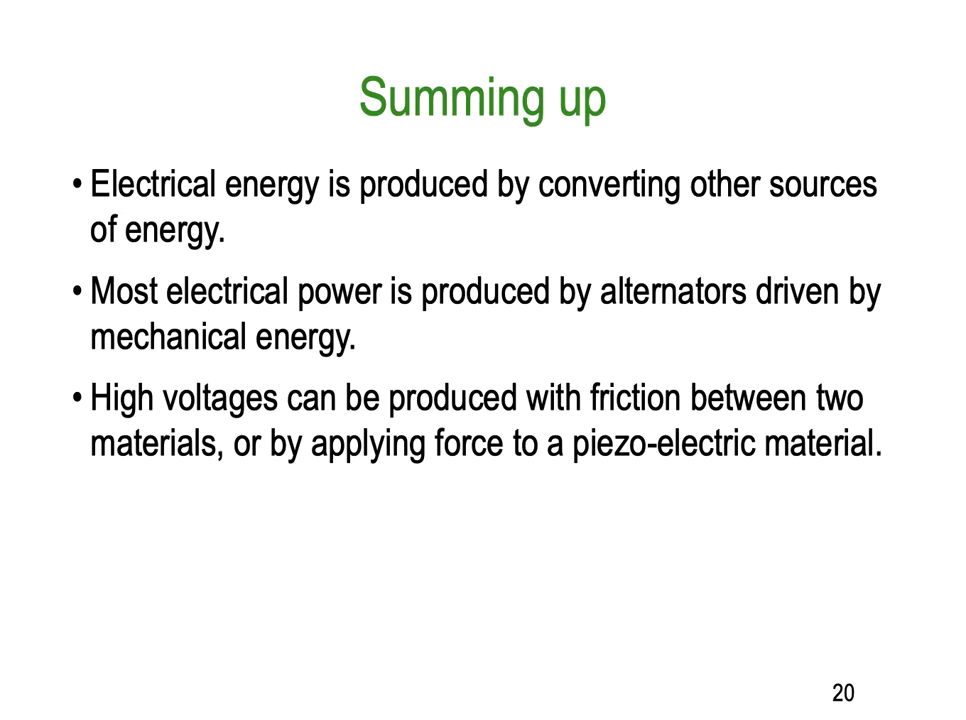 Summing up
• Electrical energy is produced by converting other sources
of energy.
• Most electrical power is produced by alternators driven by
mechanical energy.
• High voltages can be produced with friction between two
materials, or by applying force to a piezo-electric material.
20